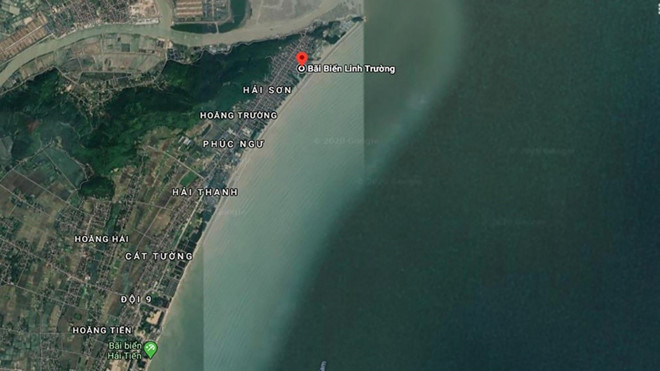 Bãi Biển Linh Trường
HẢI SƠN
HOẰNG TRƯỜNG
PHÚC NGƯ
HẢI THANH
HOẰNG HẢI
CÁT TƯỜNG
ĐỘI 9
HOẰNG TIẾN
Bãi biển
Hải Tiến